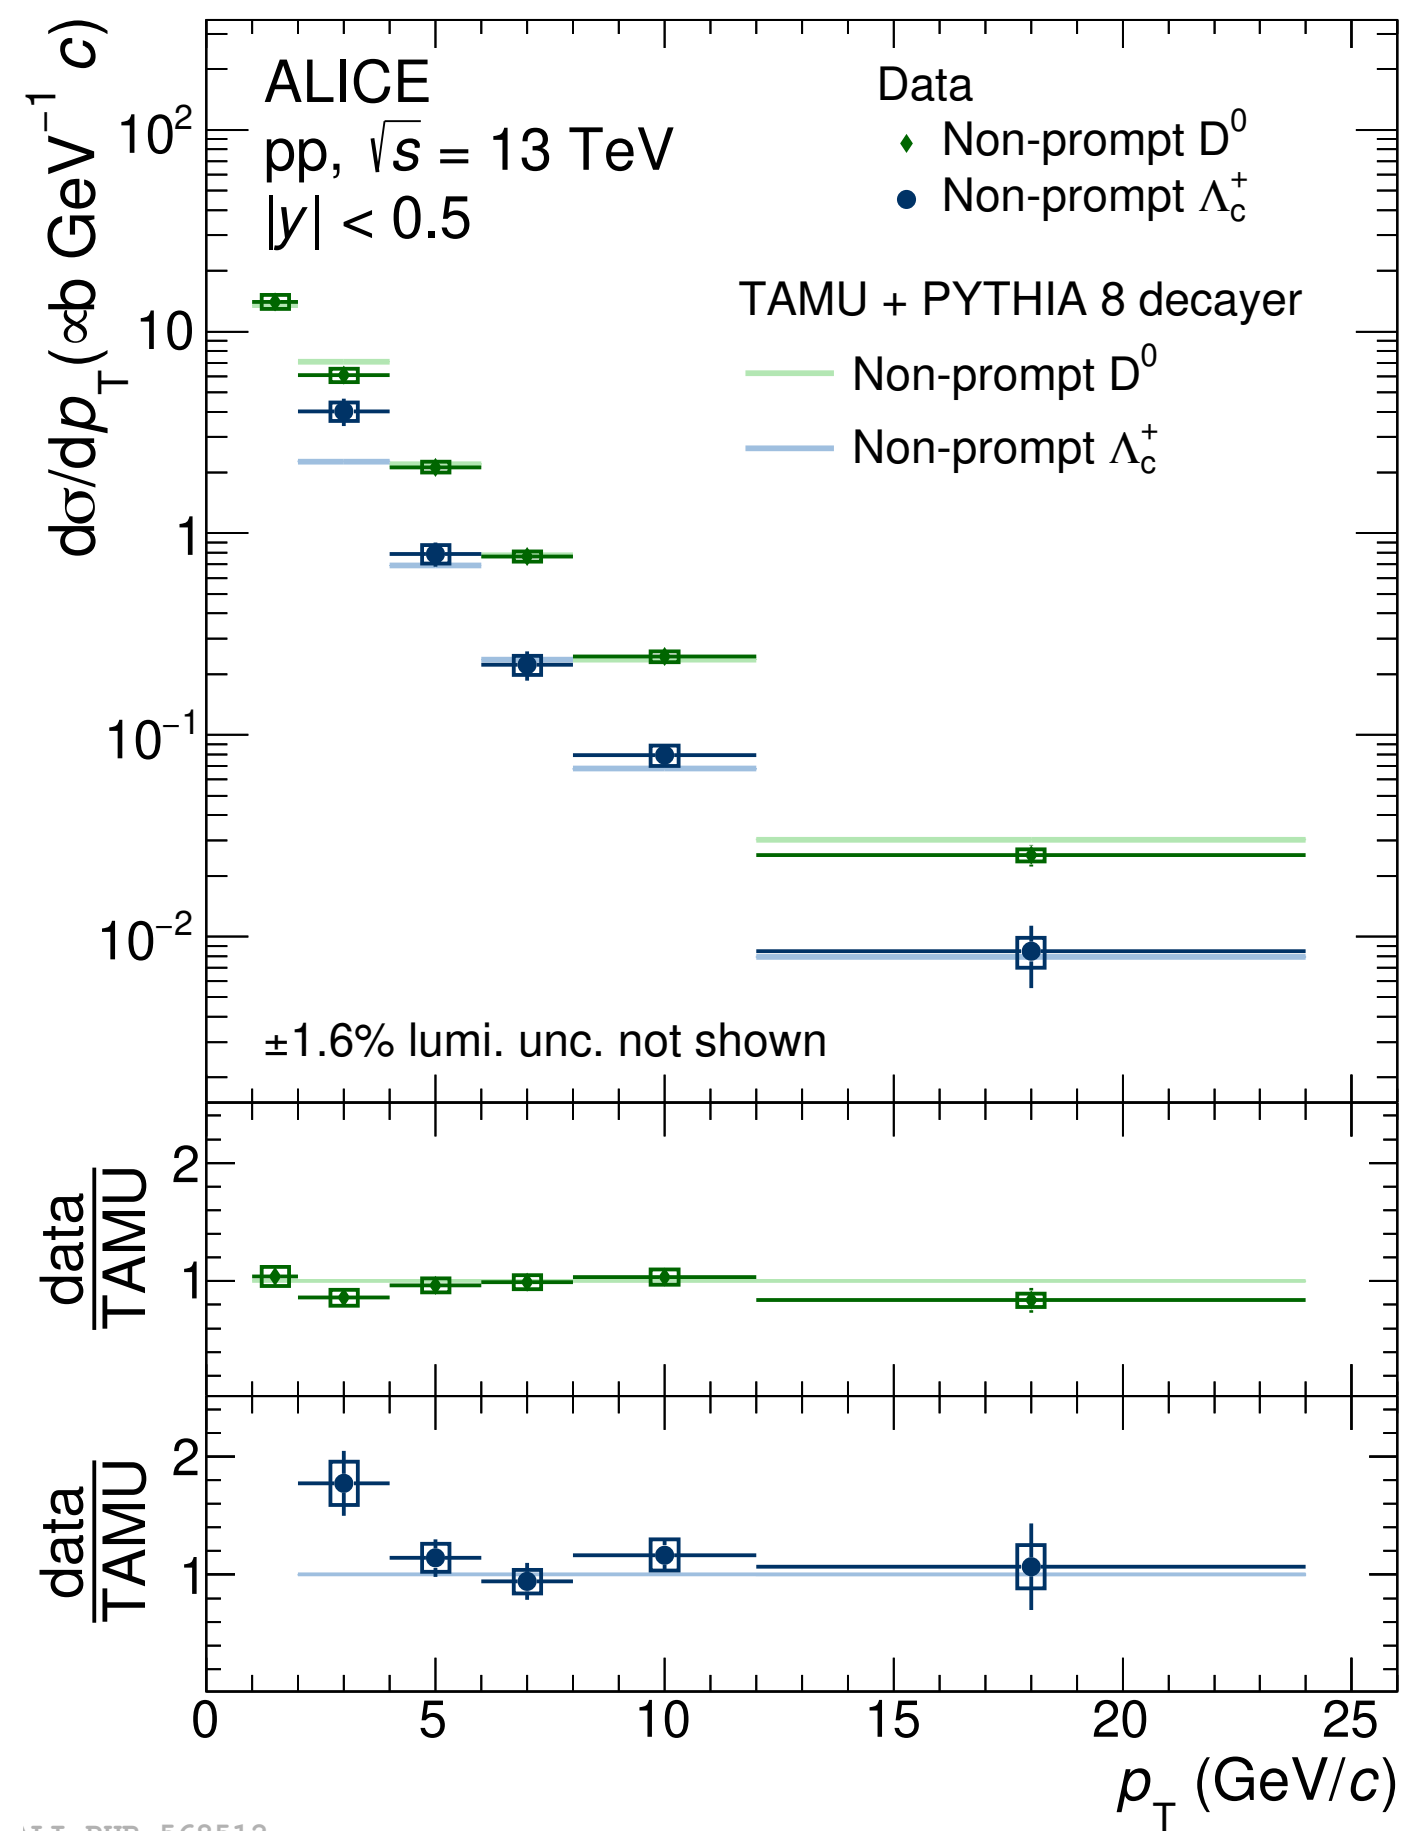 ALICE
pp, √s = 13 TeV
|y| < 0.5
Data
Non-prompt D⁰
Non-prompt Λc⁺
TAMU + PYTHIA 8 decayer
Non-prompt D⁰
Non-prompt Λc⁺
±1.6% lumi. unc. not shown
dσ/dpT (∝b GeV⁻¹ c)
10²
10
1
10⁻¹
10⁻²
data
TAMU
2
1
data
TAMU
2
1
0 5 10 15 20 25
pT (GeV/c)